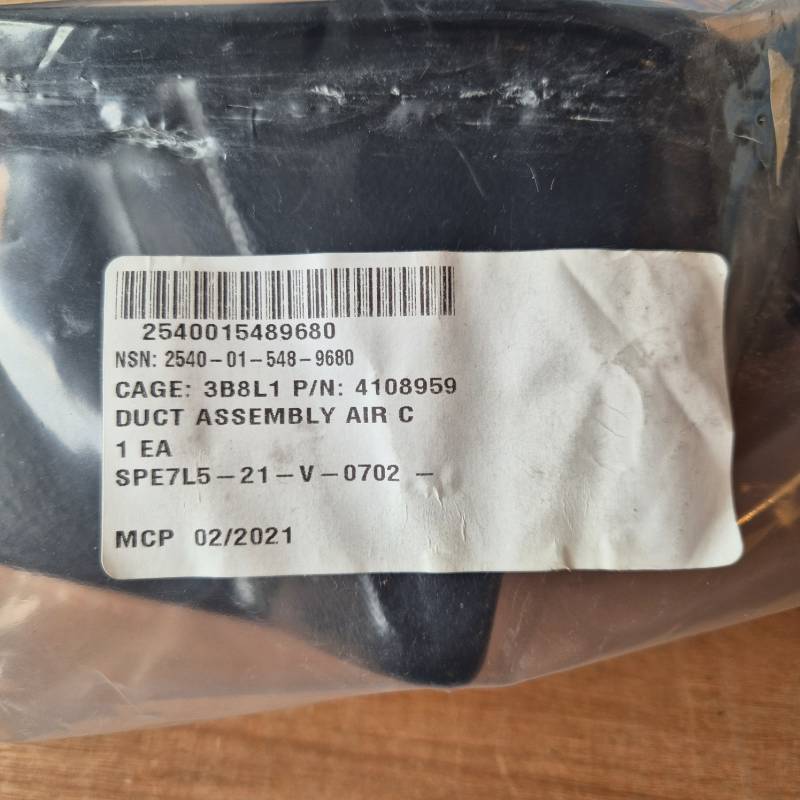 2540015489680
NSN: 2540-01-548-9680
CAGE: 3B8L1 P/N: 4108959
DUCT ASSEMBLY AIR C
1 EA
SPE7L5-21-V-0702 -
MCP 02/2021